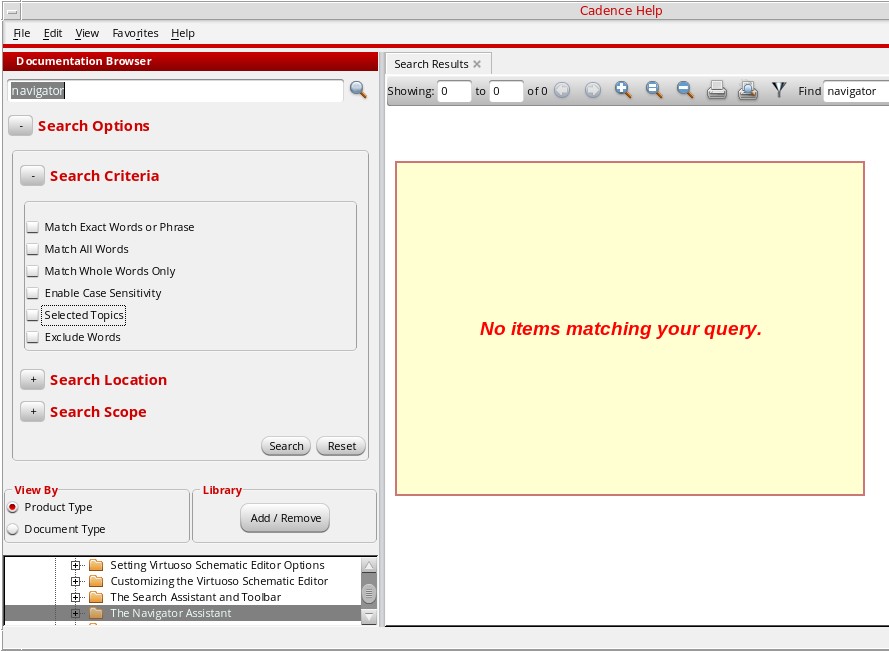 Cadence Help
File Edit View Favorites Help
Documentation Browser
navigator
- Search Options
- Search Criteria
Match Exact Words or Phrase
Match All Words
Match Whole Words Only
Enable Case Sensitivity
Selected Topics
Exclude Words
+ Search Location
+ Search Scope
Search Reset
View By
Product Type
Document Type
Library
Add / Remove
Setting Virtuoso Schematic Editor Options
Customizing the Virtuoso Schematic Editor
The Search Assistant and Toolbar
The Navigator Assistant
Search Results
Showing: 0 to 0 of 0 Find navigator
No items matching your query.